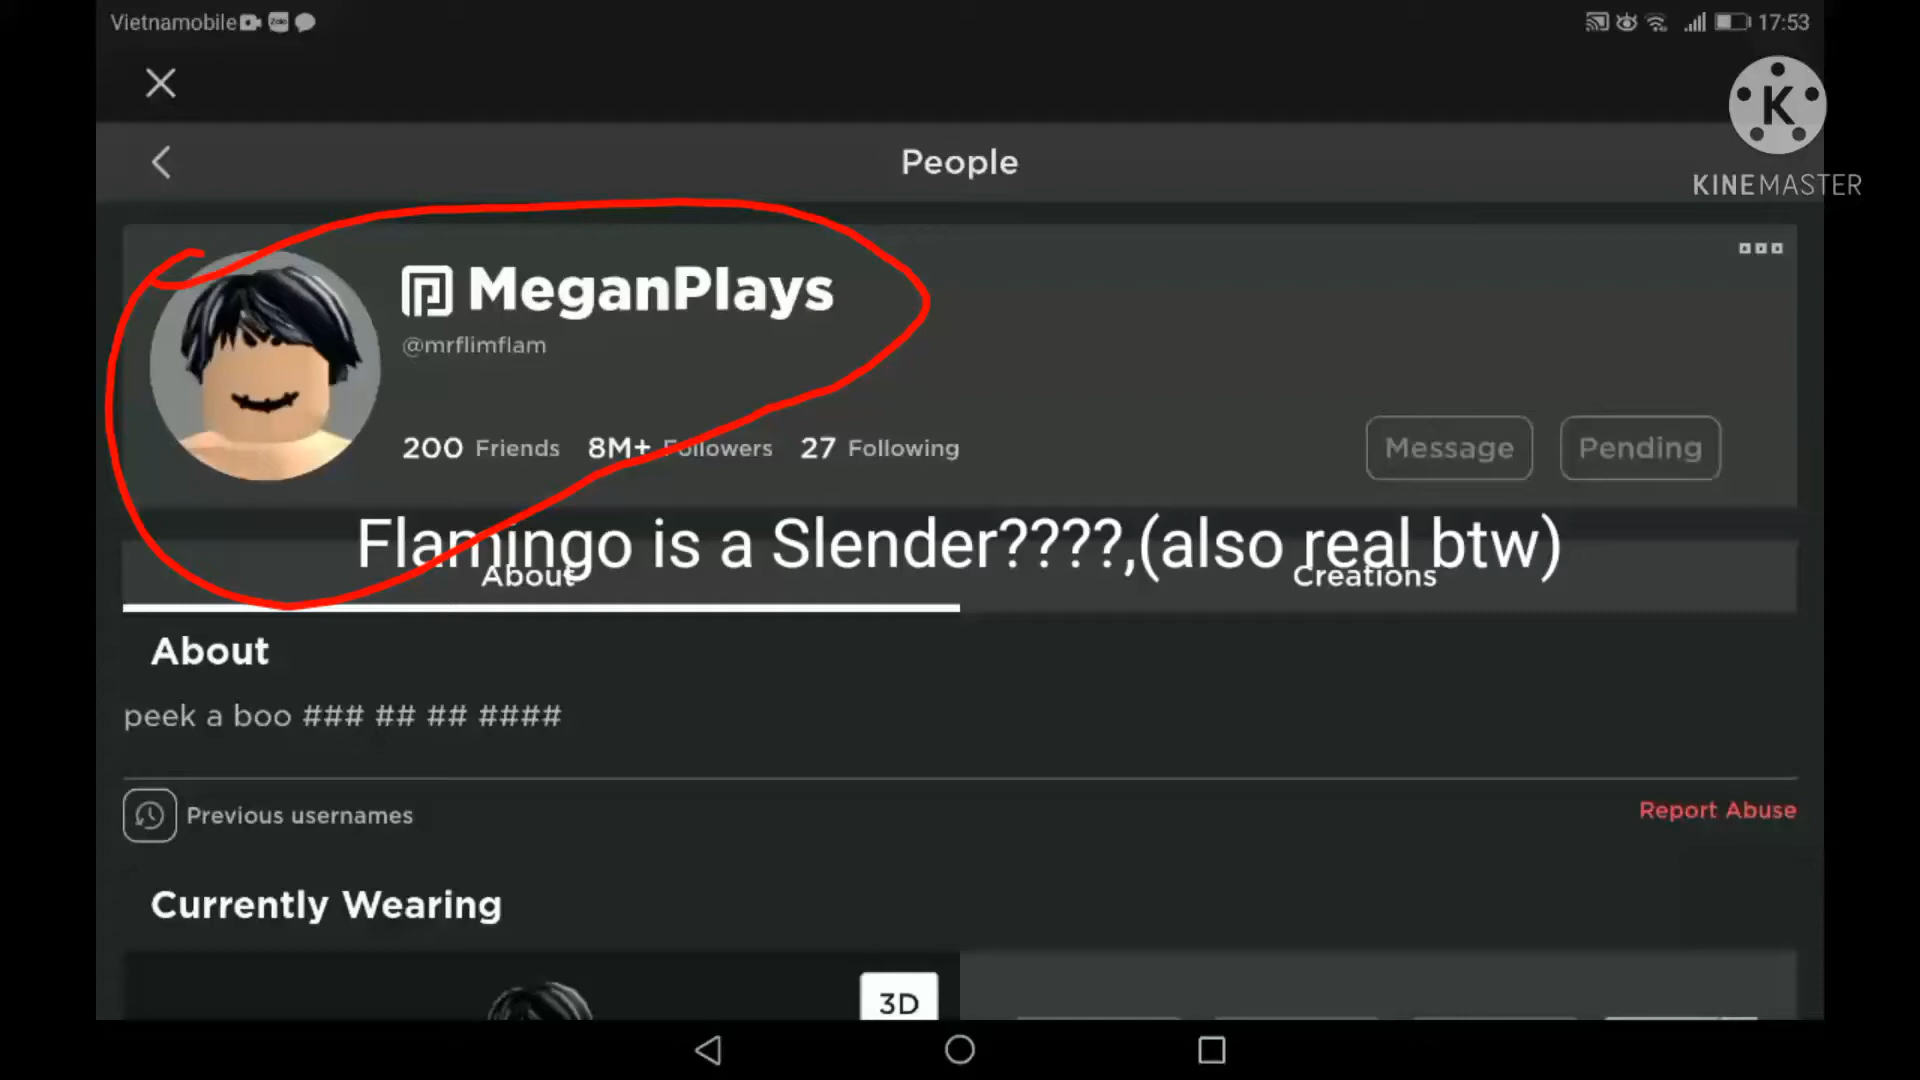 Vietnamobile Zalo 17:53
K
KINEMASTER
People
MeganPlays
@mrflimflam
200 Friends 8M+ Followers 27 Following
Message Pending
Flamingo is a Slender????,(also real btw)
About Creations
About
peek a boo ### ## ## ####
Previous usernames
Report Abuse
Currently Wearing
3D